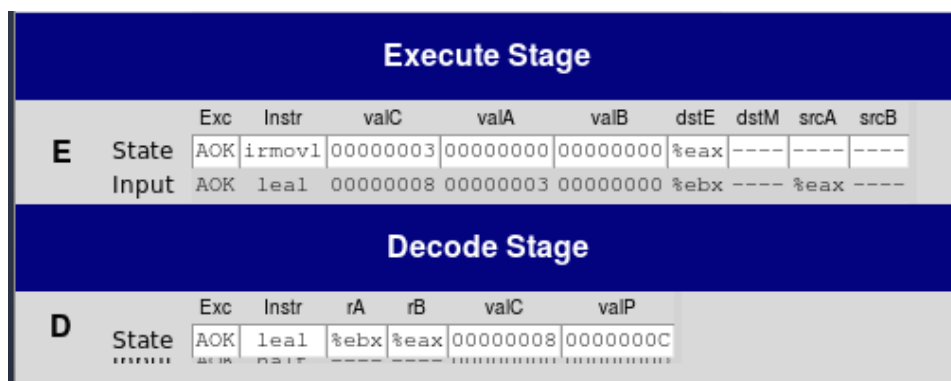 Execute Stage
Exc Instr valC valA valB dstE dstM srcA srcB
E State AOK irmovl 00000003 00000000 00000000 %eax ---- ---- ----
Input AOK leal 00000008 00000003 00000000 %ebx ---- %eax ----
Decode Stage
Exc Instr rA rB valC valP
D State AOK leal %ebx %eax 00000008 0000000C